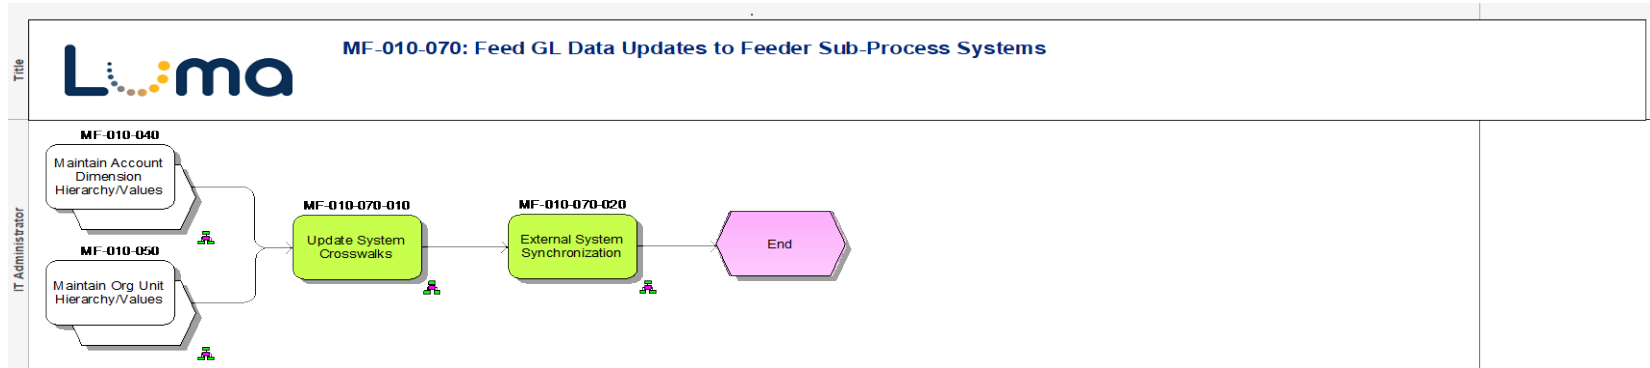 Title
Luma
MF-010-070: Feed GL Data Updates to Feeder Sub-Process Systems
IT Administrator
MF-010-040
Maintain Account
Dimension
Hierarchy/Values
MF-010-050
Maintain Org Unit
Hierarchy/Values
MF-010-070-010
Update System
Crosswalks
MF-010-070-020
External System
Synchronization
End